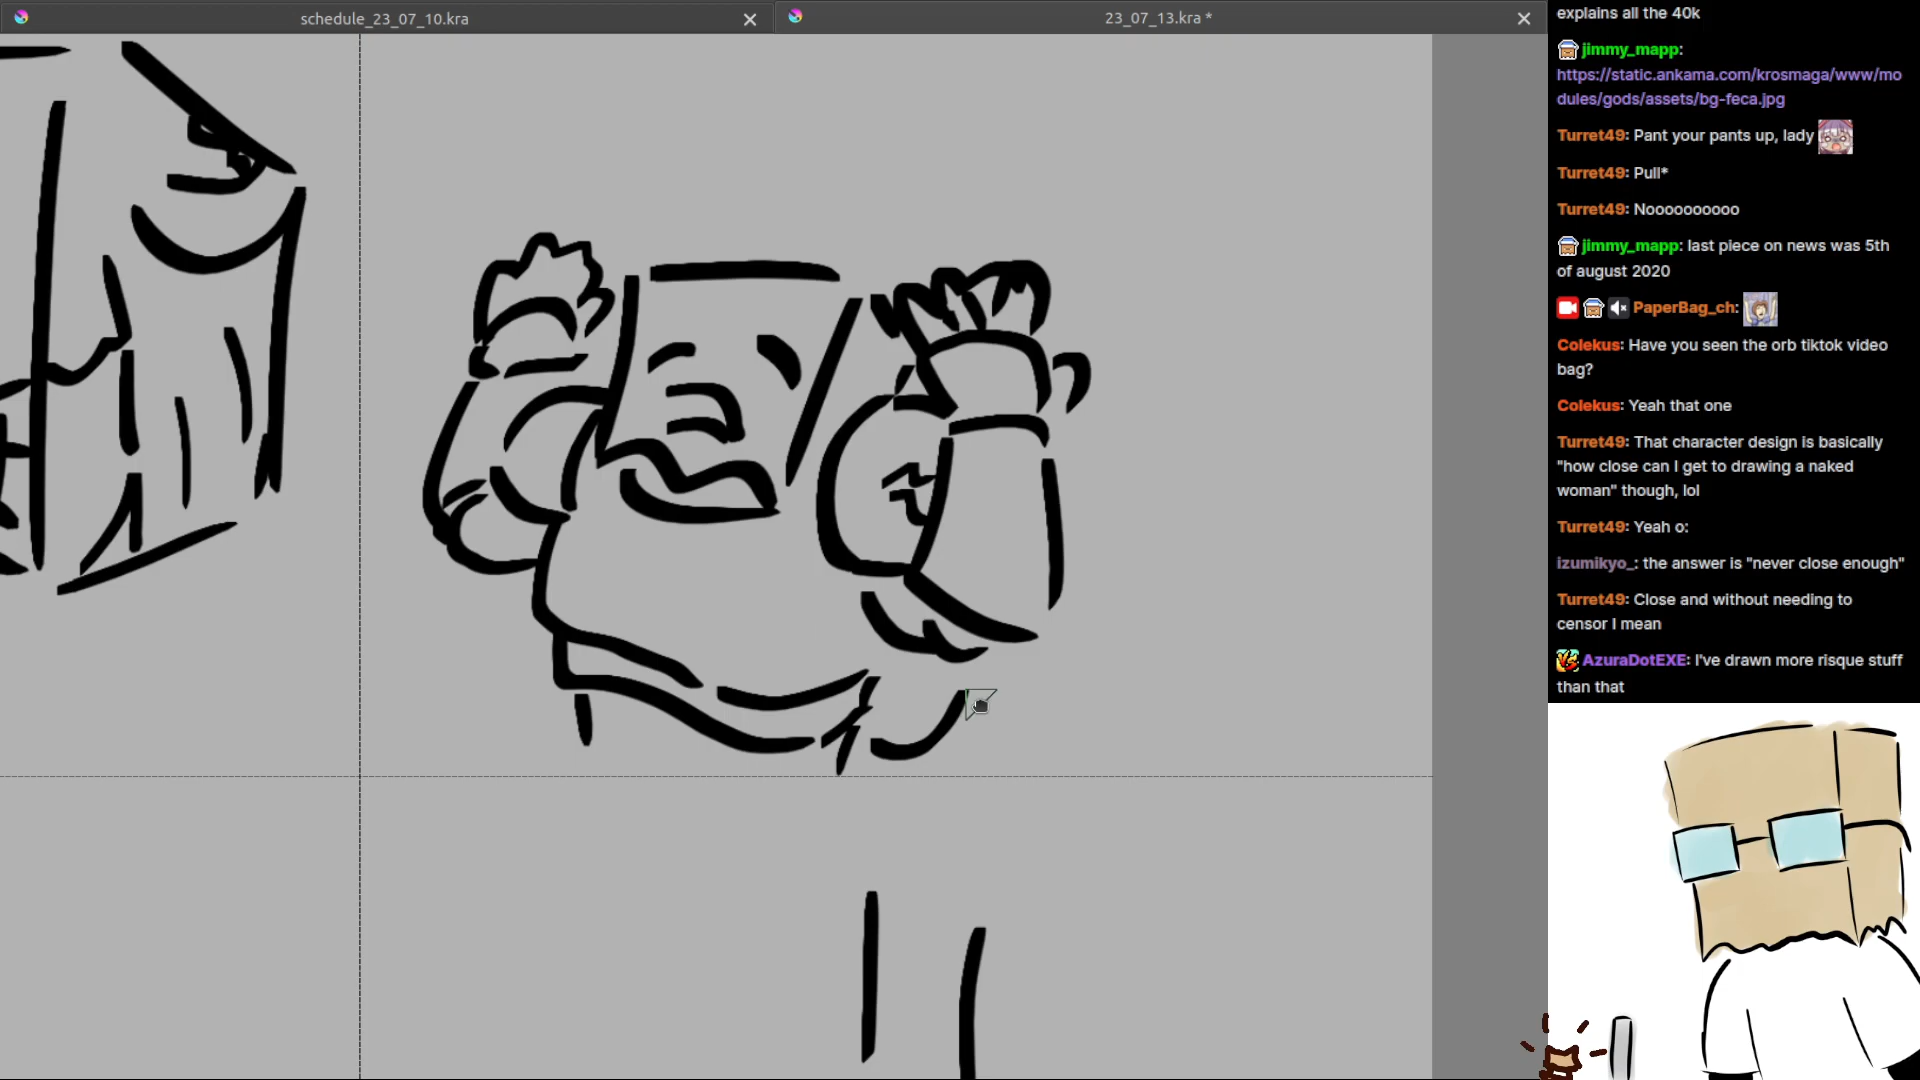 schedule_23_07_10.kra
23_07_13.kra *
explains all the 40k
jimmy_mapp:
https://static.ankama.com/krosmaga/www/mo
dules/gods/assets/bg-feca.jpg
Turret49: Pant your pants up, lady
Turret49: Pull*
Turret49: Noooooooooo
jimmy_mapp: last piece on news was 5th
of august 2020
PaperBag_ch:
Colekus: Have you seen the orb tiktok video
bag?
Colekus: Yeah that one
Turret49: That character design is basically
"how close can I get to drawing a naked
woman" though, lol
Turret49: Yeah o:
izumikyo_: the answer is "never close enough"
Turret49: Close and without needing to
censor I mean
AzuraDotEXE: I've drawn more risque stuff
than that